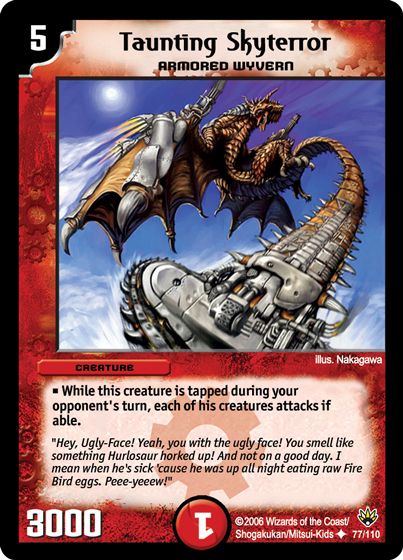 5
Taunting Skyterror
ARMORED WYVERN
illus. Nakagawa
CREATURE
▪ While this creature is tapped during your
opponent's turn, each of his creatures attacks if
able.
"Hey, Ugly-Face! Yeah, you with the ugly face! You smell like
something Hurlosaur horked up! And not on a good day. I
mean when he's sick 'cause he was up all night eating raw Fire
Bird eggs. Peee-yeeew!"
3000
1
©2006 Wizards of the Coast/
Shogakukan/Mitsui-Kids ✦ 77/110